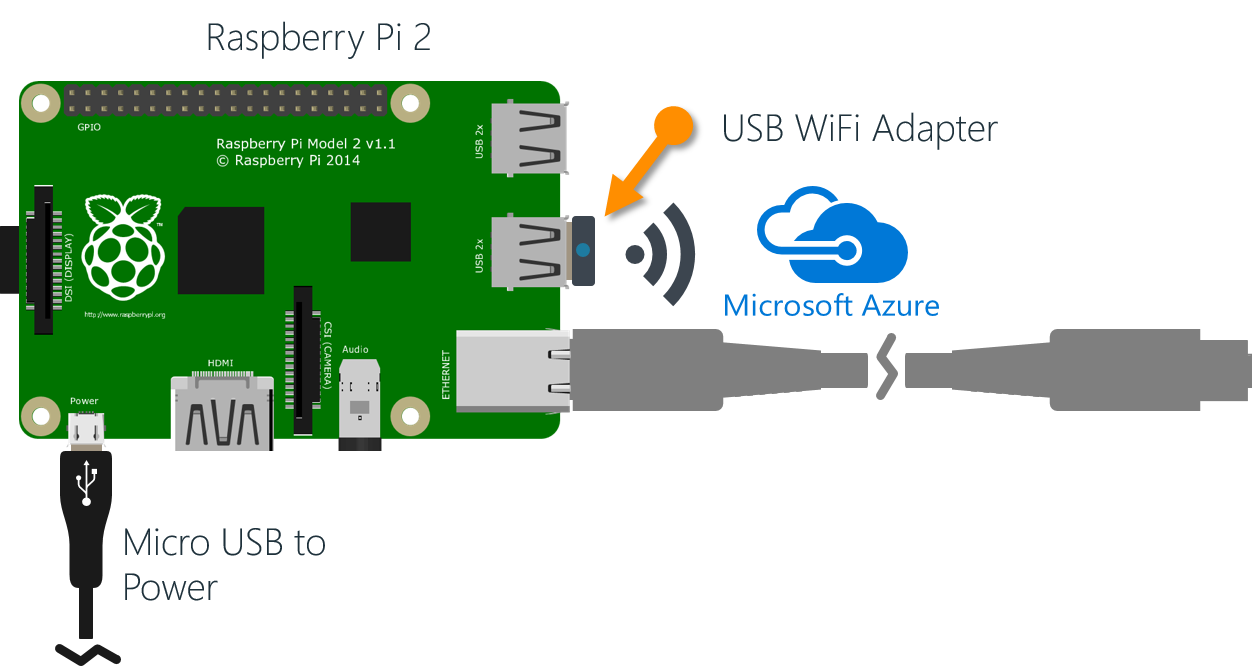 Raspberry Pi 2
GPIO
Raspberry Pi Model 2 v1.1
© Raspberry Pi 2014
USB 2x
USB WiFi Adapter
DSI (DISPLAY)
TM
USB 2x
http://www.raspberrypi.org
Microsoft Azure
CSI (CAMERA)
Audio
HDMI
ETHERNET
Power
Micro USB to
Power